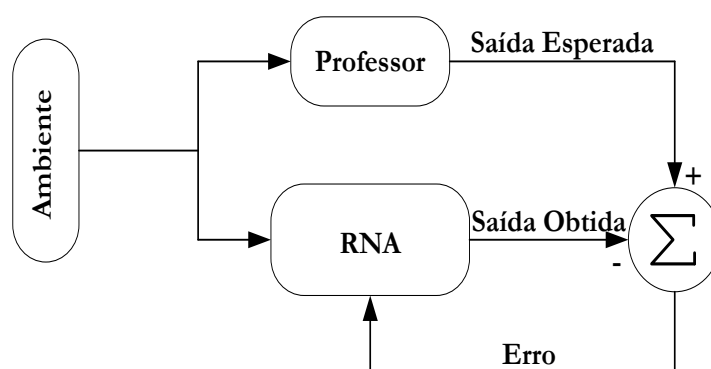 Ambiente
Professor
Saída Esperada
+
RNA
Saída Obtida
-
Σ
Erro